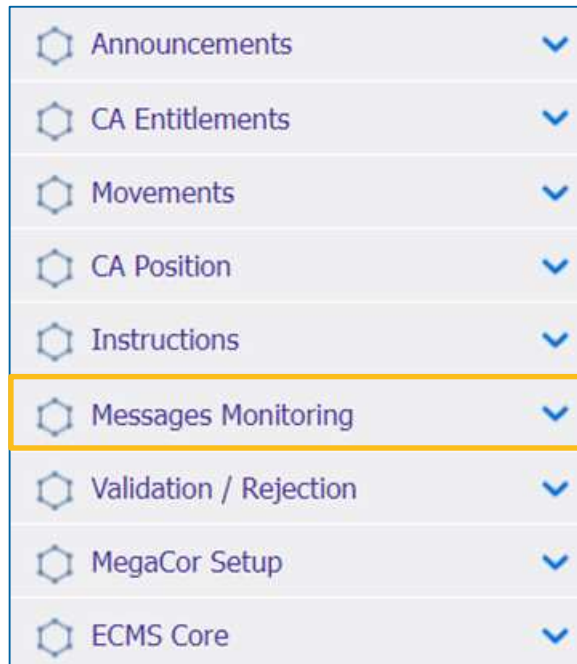 Announcements
CA Entitlements
Movements
CA Position
Instructions
Messages Monitoring
Validation / Rejection
MegaCor Setup
ECMS Core